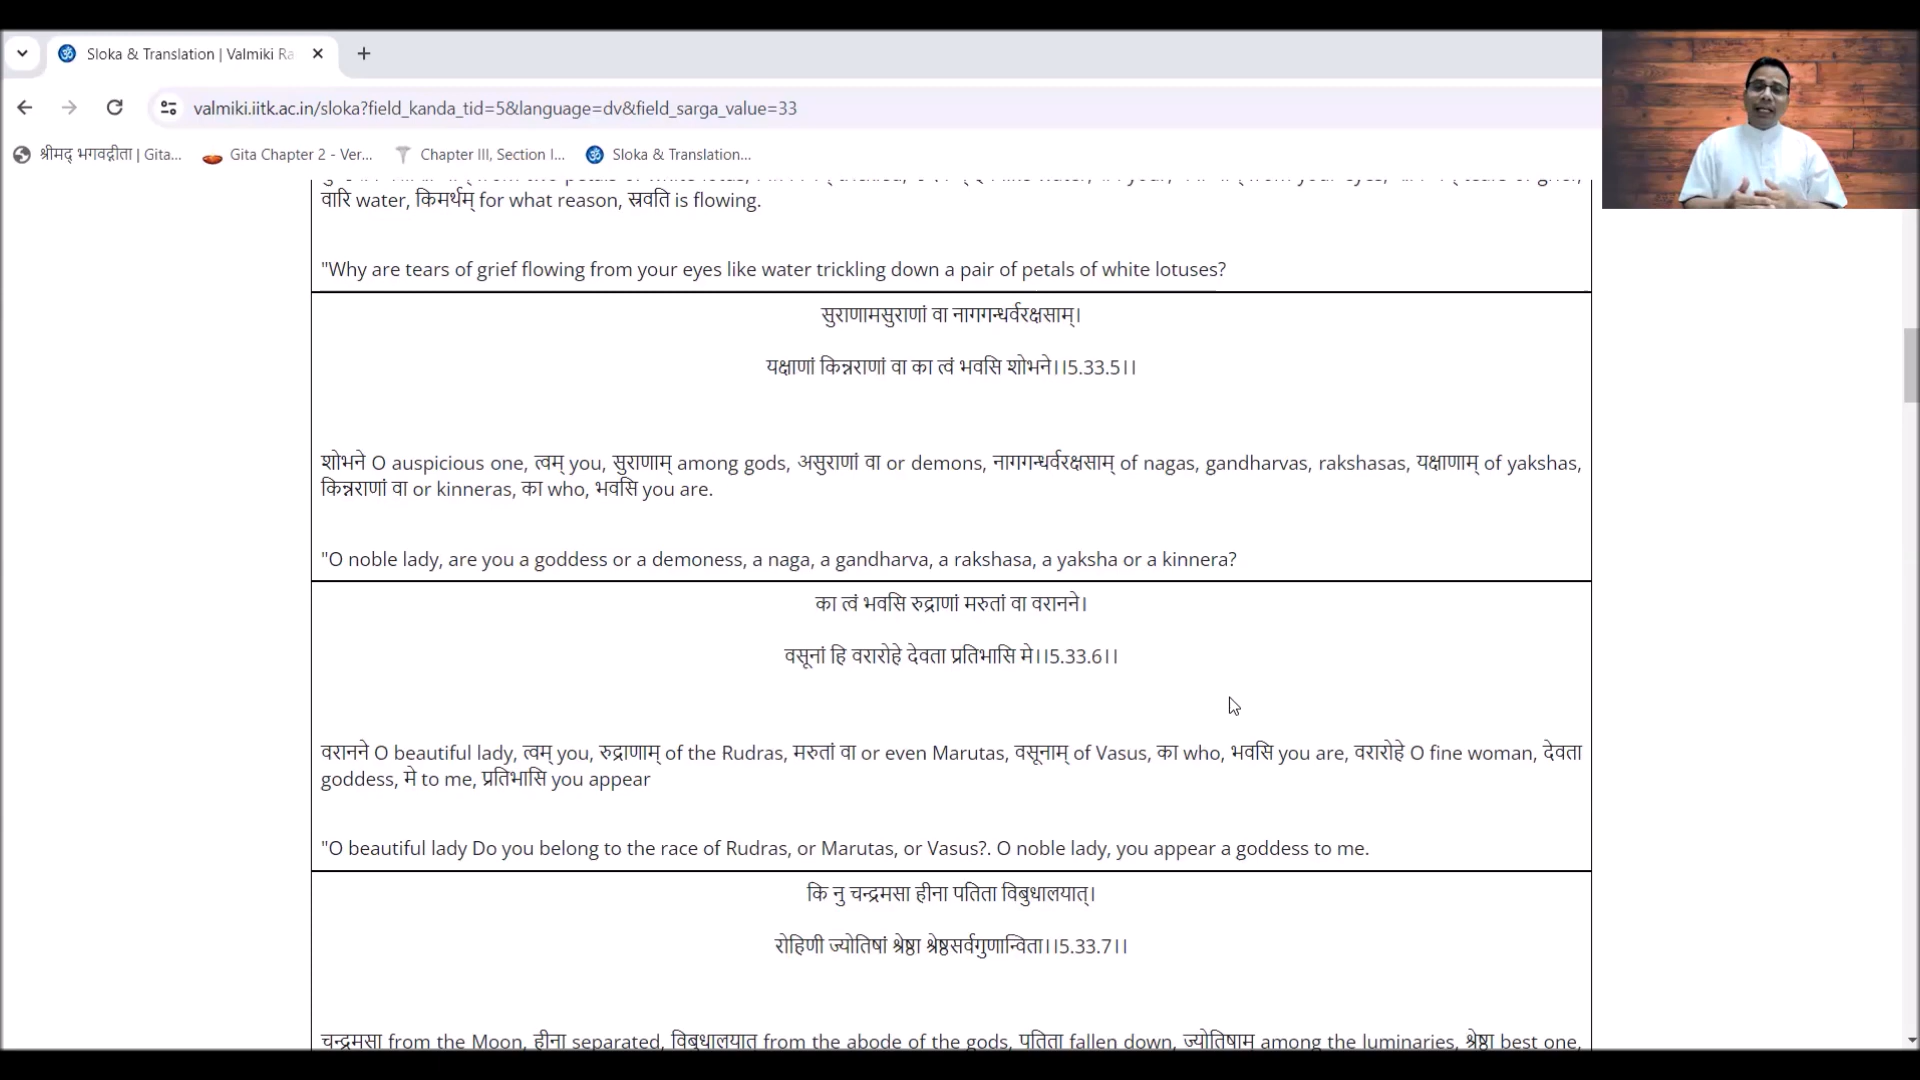 Sloka & Translation | Valmiki Ra
valmiki.iitk.ac.in/sloka?field_kanda_tid=5&language=dv&field_sarga_value=33
श्रीमद् भगवद्गीता | Gita...
Gita Chapter 2 - Ver...
Chapter III, Section I...
Sloka & Translation...
वारि water, किमर्थम् for what reason, स्रवति is flowing.
"Why are tears of grief flowing from your eyes like water trickling down a pair of petals of white lotuses?
सुराणामसुराणां वा नागगन्धर्वरक्षसाम्।
यक्षाणां किन्नराणां वा का त्वं भवसि शोभने।।5.33.5।।
शोभने O auspicious one, त्वम् you, सुराणाम् among gods, असुराणां वा or demons, नागगन्धर्वरक्षसाम् of nagas, gandharvas, rakshasas, यक्षाणाम् of yakshas,
किन्नराणां वा or kinneras, का who, भवसि you are.
"O noble lady, are you a goddess or a demoness, a naga, a gandharva, a rakshasa, a yaksha or a kinnera?
का त्वं भवसि रुद्राणां मरुतां वा वरानने।
वसूनां हि वरारोहे देवता प्रतिभासि मे।।5.33.6।।
वरानने O beautiful lady, त्वम् you, रुद्राणाम् of the Rudras, मरुतां वा or even Marutas, वसूनाम् of Vasus, का who, भवसि you are, वरारोहे O fine woman, देवता
goddess, मे to me, प्रतिभासि you appear
"O beautiful lady Do you belong to the race of Rudras, or Marutas, or Vasus?. O noble lady, you appear a goddess to me.
कि नु चन्द्रमसा हीना पतिता विबुधालयात्।
रोहिणी ज्योतिषां श्रेष्ठा श्रेष्ठसर्वगुणान्विता।।5.33.7।।
चन्द्रमसा from the Moon, हीना separated, विबुधालयात् from the abode of the gods, पतिता fallen down, ज्योतिषाम् among the luminaries, श्रेष्ठा best one,